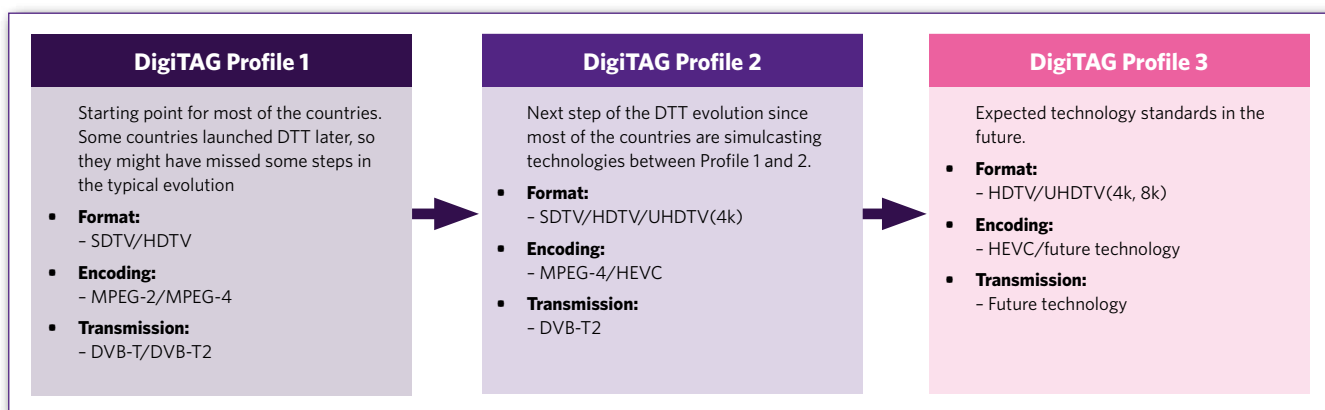 DigiTAG Profile 1
Starting point for most of the countries.
Some countries launched DTT later, so
they might have missed some steps in
the typical evolution
• Format:
– SDTV/HDTV
• Encoding:
– MPEG-2/MPEG-4
• Transmission:
– DVB-T/DVB-T2
DigiTAG Profile 2
Next step of the DTT evolution since
most of the countries are simulcasting
technologies between Profile 1 and 2.
• Format:
– SDTV/HDTV/UHDTV(4k)
• Encoding:
– MPEG-4/HEVC
• Transmission:
– DVB-T2
DigiTAG Profile 3
Expected technology standards in the
future.
• Format:
– HDTV/UHDTV(4k, 8k)
• Encoding:
– HEVC/future technology
• Transmission:
– Future technology